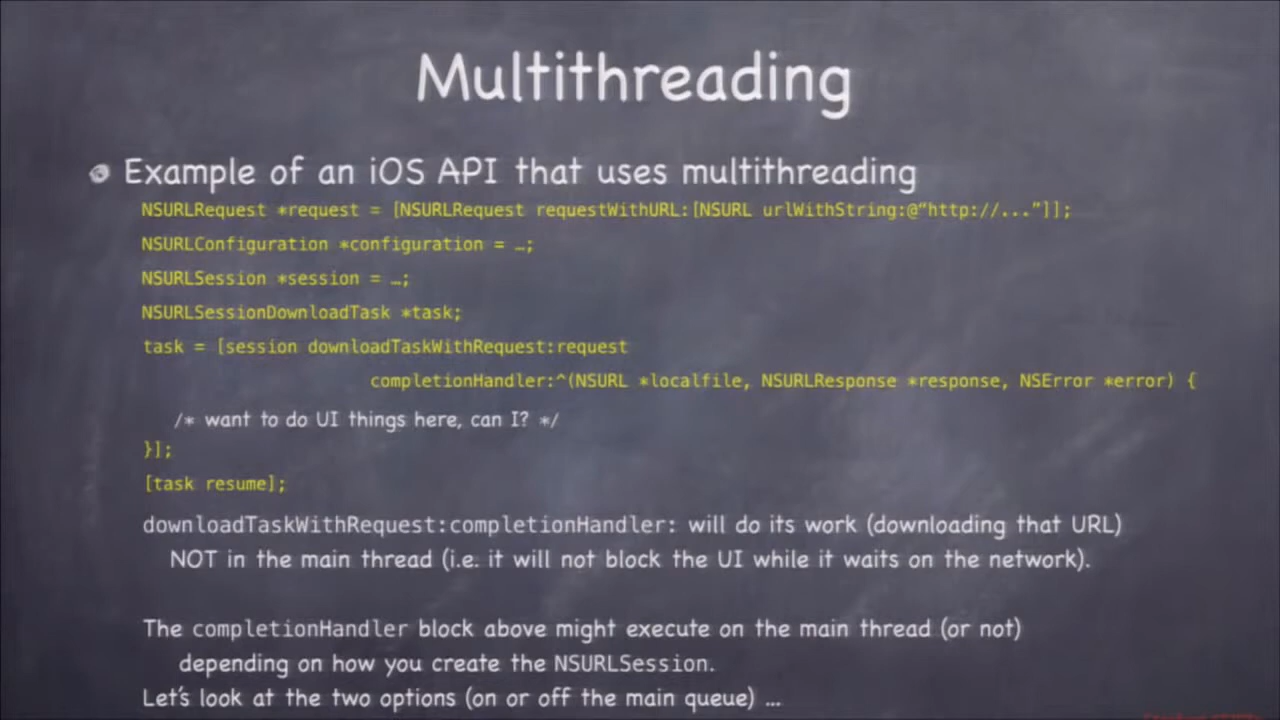 Multithreading
Example of an iOS API that uses multithreading
NSURLRequest *request = [NSURLRequest requestWithURL:[NSURL urlWithString:@“http://...”]];
NSURLConfiguration *configuration = …;
NSURLSession *session = …;
NSURLSessionDownloadTask *task;
task = [session downloadTaskWithRequest:request
completionHandler:^(NSURL *localfile, NSURLResponse *response, NSError *error) {
/* want to do UI things here, can I? */
}];
[task resume];
downloadTaskWithRequest:completionHandler: will do its work (downloading that URL)
NOT in the main thread (i.e. it will not block the UI while it waits on the network).
The completionHandler block above might execute on the main thread (or not)
depending on how you create the NSURLSession.
Let’s look at the two options (on or off the main queue) ...